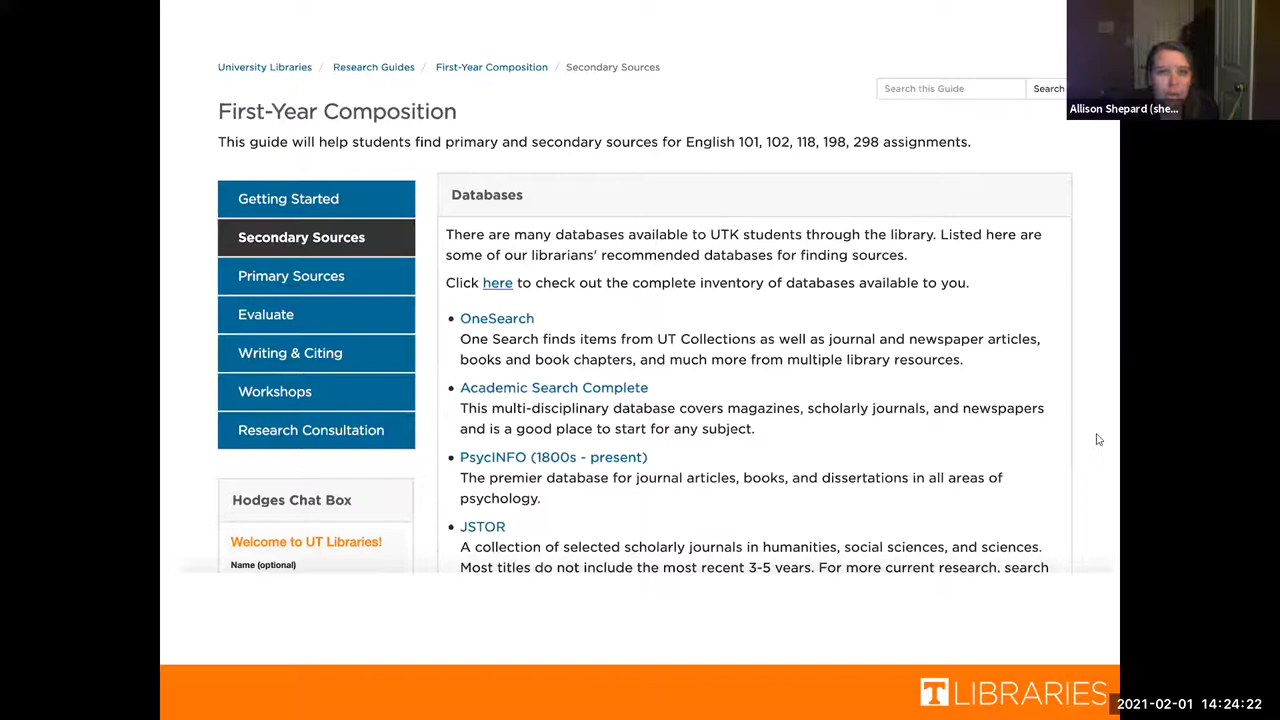 University Libraries / Research Guides / First-Year Composition / Secondary Sources
Search this Guide Search
Allison Shepard (she...
First-Year Composition
This guide will help students find primary and secondary sources for English 101, 102, 118, 198, 298 assignments.
Getting Started
Secondary Sources
Primary Sources
Evaluate
Writing & Citing
Workshops
Research Consultation
Hodges Chat Box
Welcome to UT Libraries!
Name (optional)
Databases
There are many databases available to UTK students through the library. Listed here are
some of our librarians' recommended databases for finding sources.
Click here to check out the complete inventory of databases available to you.
• OneSearch
One Search finds items from UT Collections as well as journal and newspaper articles,
books and book chapters, and much more from multiple library resources.
• Academic Search Complete
This multi-disciplinary database covers magazines, scholarly journals, and newspapers
and is a good place to start for any subject.
• PsycINFO (1800s - present)
The premier database for journal articles, books, and dissertations in all areas of
psychology.
• JSTOR
A collection of selected scholarly journals in humanities, social sciences, and sciences.
Most titles do not include the most recent 3-5 years. For more current research, search
T LIBRARIES
2021-02-01 14:24:22